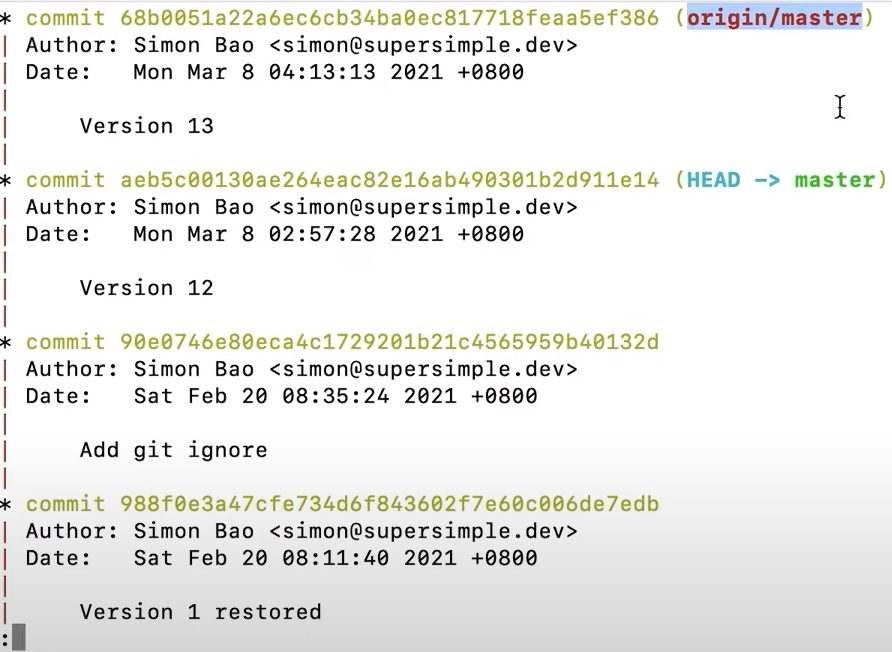 * commit 68b0051a22a6ec6cb34ba0ec817718feaa5ef386 (origin/master)
| Author: Simon Bao <simon@supersimple.dev>
| Date:   Mon Mar 8 04:13:13 2021 +0800
|
|     Version 13
|
* commit aeb5c00130ae264eac82e16ab490301b2d911e14 (HEAD -> master)
| Author: Simon Bao <simon@supersimple.dev>
| Date:   Mon Mar 8 02:57:28 2021 +0800
|
|     Version 12
|
* commit 90e0746e80eca4c1729201b21c4565959b40132d
| Author: Simon Bao <simon@supersimple.dev>
| Date:   Sat Feb 20 08:35:24 2021 +0800
|
|     Add git ignore
|
* commit 988f0e3a47cfe734d6f843602f7e60c006de7edb
| Author: Simon Bao <simon@supersimple.dev>
| Date:   Sat Feb 20 08:11:40 2021 +0800
|
|     Version 1 restored
: